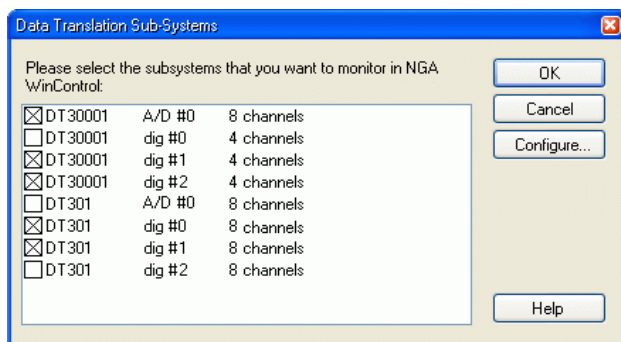 Data Translation Sub-Systems
Please select the subsystems that you want to monitor in NGA
WinControl:
DT30001 A/D #0 8 channels
DT30001 dig #0 4 channels
DT30001 dig #1 4 channels
DT30001 dig #2 4 channels
DT301 A/D #0 8 channels
DT301 dig #0 8 channels
DT301 dig #1 8 channels
DT301 dig #2 8 channels
OK
Cancel
Configure...
Help